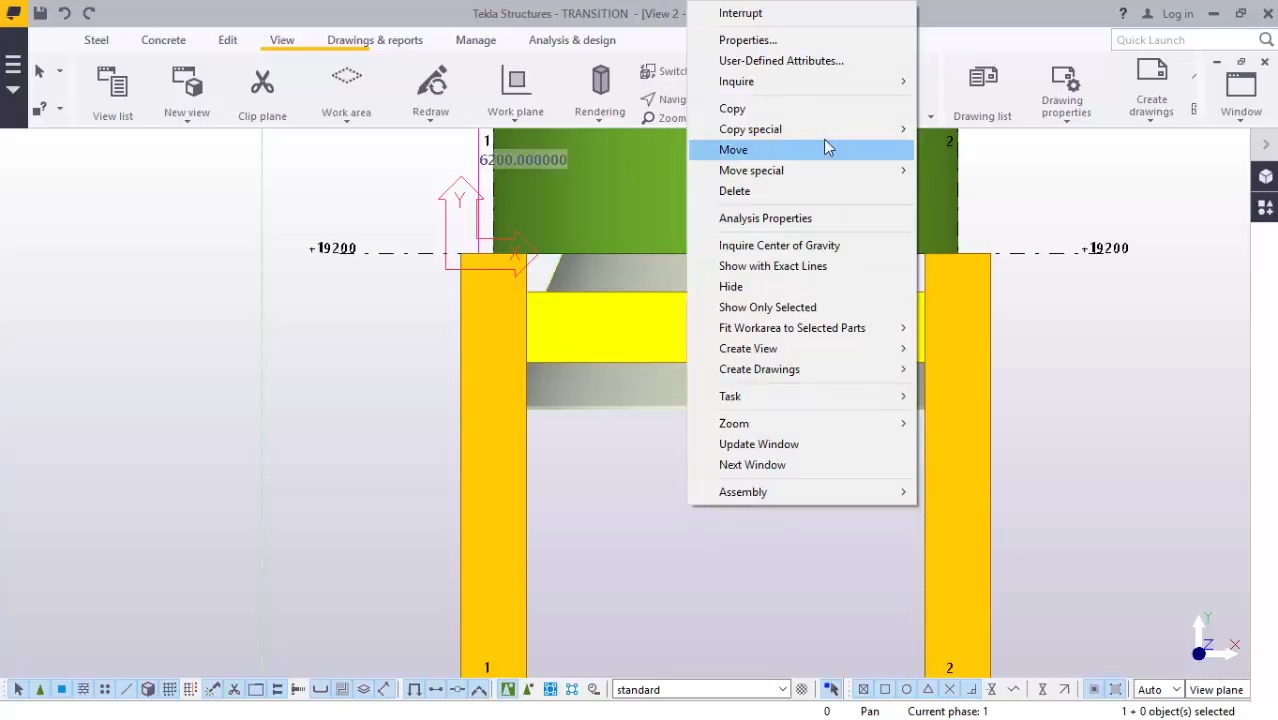 Tekla Structures - TRANSITION - [View 2 -
Log in
Steel
Concrete
Edit
View
Drawings & reports
Manage
Analysis & design
Quick Launch
View list
New view
Clip plane
Work area
Redraw
Work plane
Rendering
Switch
Navig
Zoom
Drawing list
Drawing properties
Create drawings
Window
Interrupt
Properties...
User-Defined Attributes...
Inquire
Copy
Copy special
Move
Move special
Delete
Analysis Properties
Inquire Center of Gravity
Show with Exact Lines
Hide
Show Only Selected
Fit Workarea to Selected Parts
Create View
Create Drawings
Task
Zoom
Update Window
Next Window
Assembly
1
2
6200.000000
Y
X
+19200
+19200
1
2
Y
Z
X
standard
Auto
View plane
0
Pan
Current phase: 1
1 + 0 object(s) selected